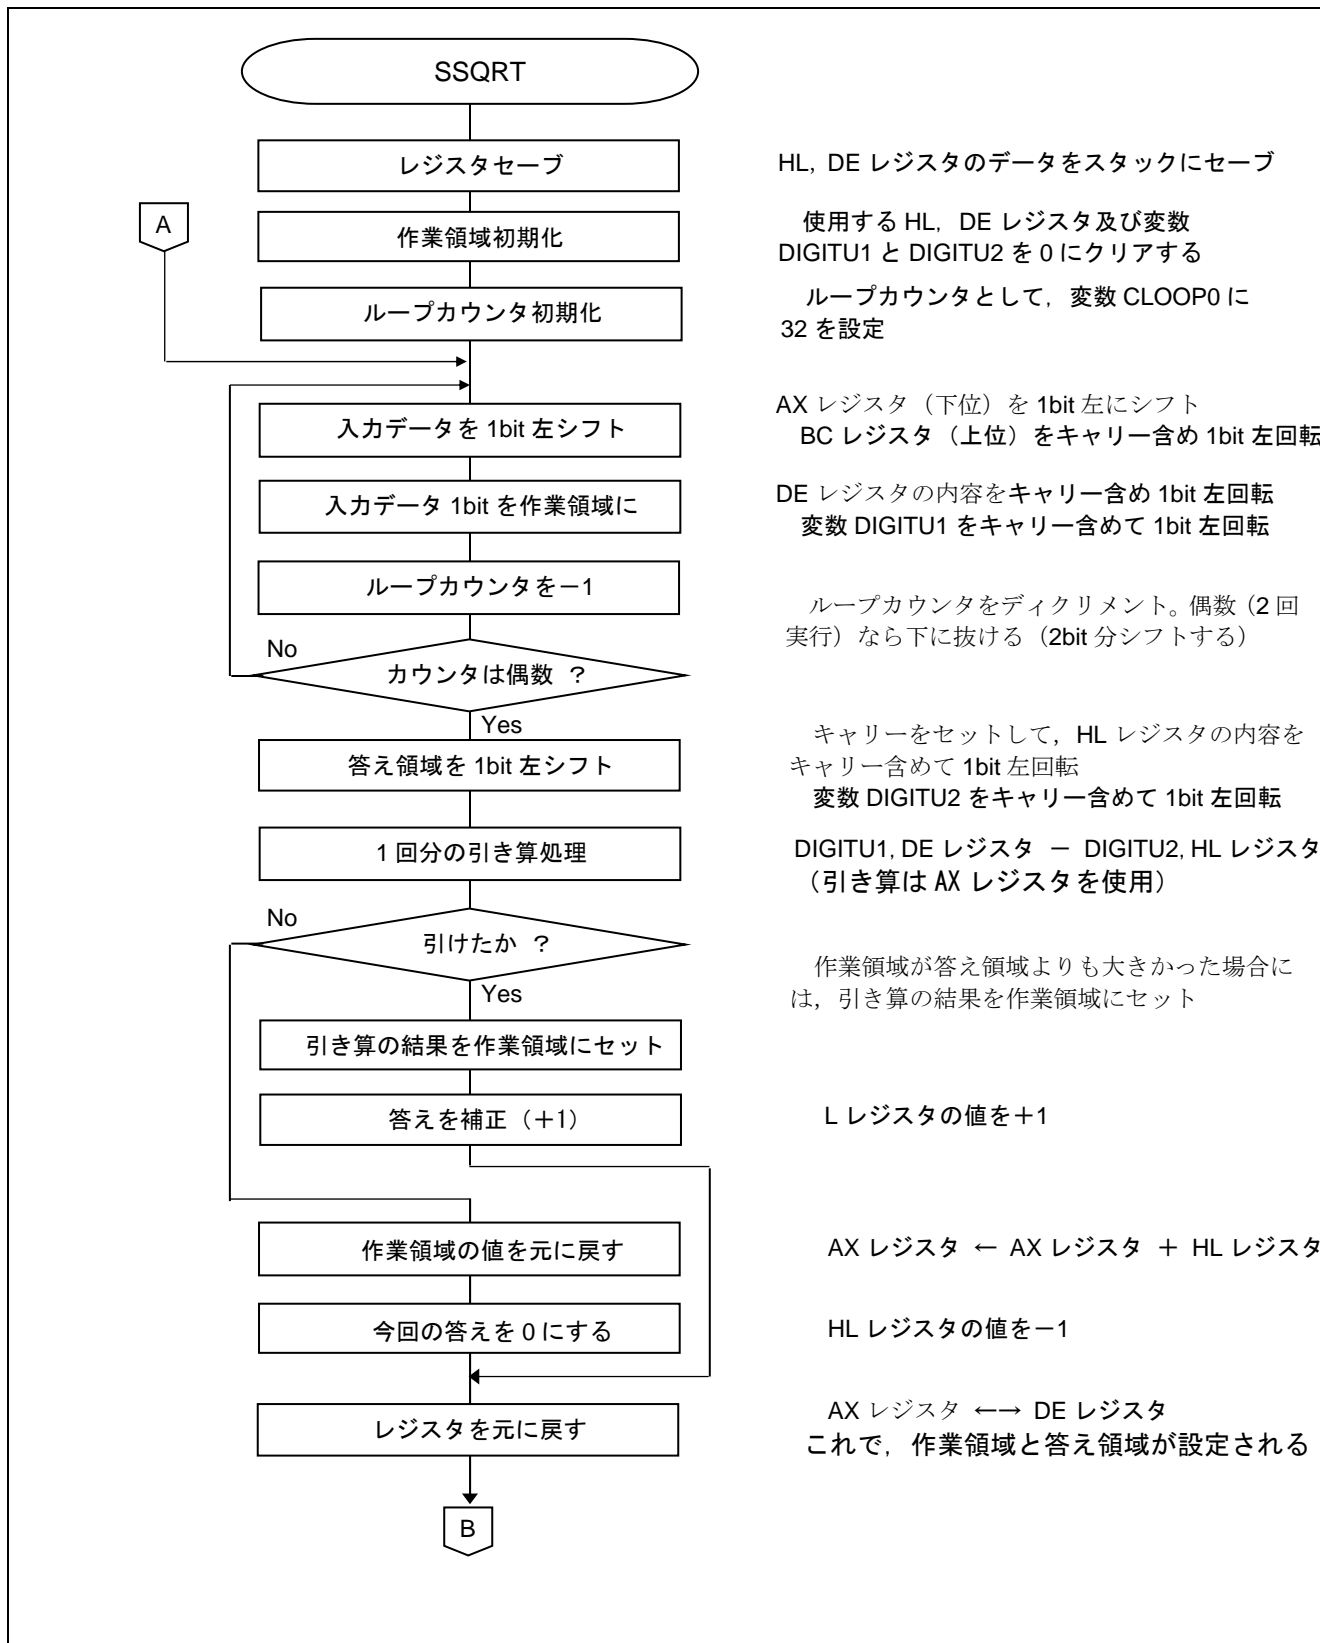 SSQRT
レジスタセーブ
HL, DE レジスタのデータをスタックにセーブ
A
作業領域初期化
使用する HL，DE レジスタ及び変数
DIGITU1 と DIGITU2 を 0 にクリアする
ループカウンタ初期化
ループカウンタとして，変数 CLOOP0 に
32 を設定
入力データを 1bit 左シフト
AX レジスタ（下位）を 1bit 左にシフト
BC レジスタ（上位）をキャリー含め 1bit 左回転
入力データ 1bit を作業領域に
DE レジスタの内容をキャリー含め 1bit 左回転
変数 DIGITU1 をキャリー含めて 1bit 左回転
ループカウンタを－1
ループカウンタをディクリメント。偶数（2 回
実行）なら下に抜ける（2bit 分シフトする）
No
カウンタは偶数 ？
Yes
答え領域を 1bit 左シフト
キャリーをセットして，HL レジスタの内容を
キャリー含めて 1bit 左回転
変数 DIGITU2 をキャリー含めて 1bit 左回転
1 回分の引き算処理
DIGITU1, DE レジスタ － DIGITU2, HL レジスタ
（引き算は AX レジスタを使用）
No
引けたか ？
Yes
作業領域が答え領域よりも大きかった場合に
は，引き算の結果を作業領域にセット
引き算の結果を作業領域にセット
答えを補正（＋1）
L レジスタの値を＋1
作業領域の値を元に戻す
AX レジスタ ← AX レジスタ ＋ HL レジスタ
今回の答えを 0 にする
HL レジスタの値を－1
レジスタを元に戻す
AX レジスタ ←→ DE レジスタ
これで，作業領域と答え領域が設定される
B